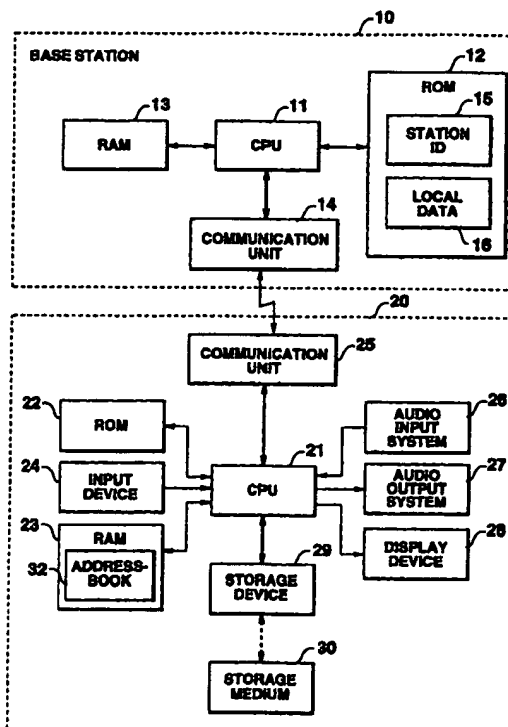 10
BASE STATION
12
ROM
13
RAM
11
CPU
15
STATION
ID
LOCAL
DATA
16
14
COMMUNICATION
UNIT
20
COMMUNICATION
UNIT
25
22
ROM
24
INPUT
DEVICE
23
RAM
32
ADDRESS-
BOOK
21
CPU
26
AUDIO
INPUT
SYSTEM
27
AUDIO
OUTPUT
SYSTEM
28
DISPLAY
DEVICE
29
STORAGE
DEVICE
30
STORAGE
MEDIUM